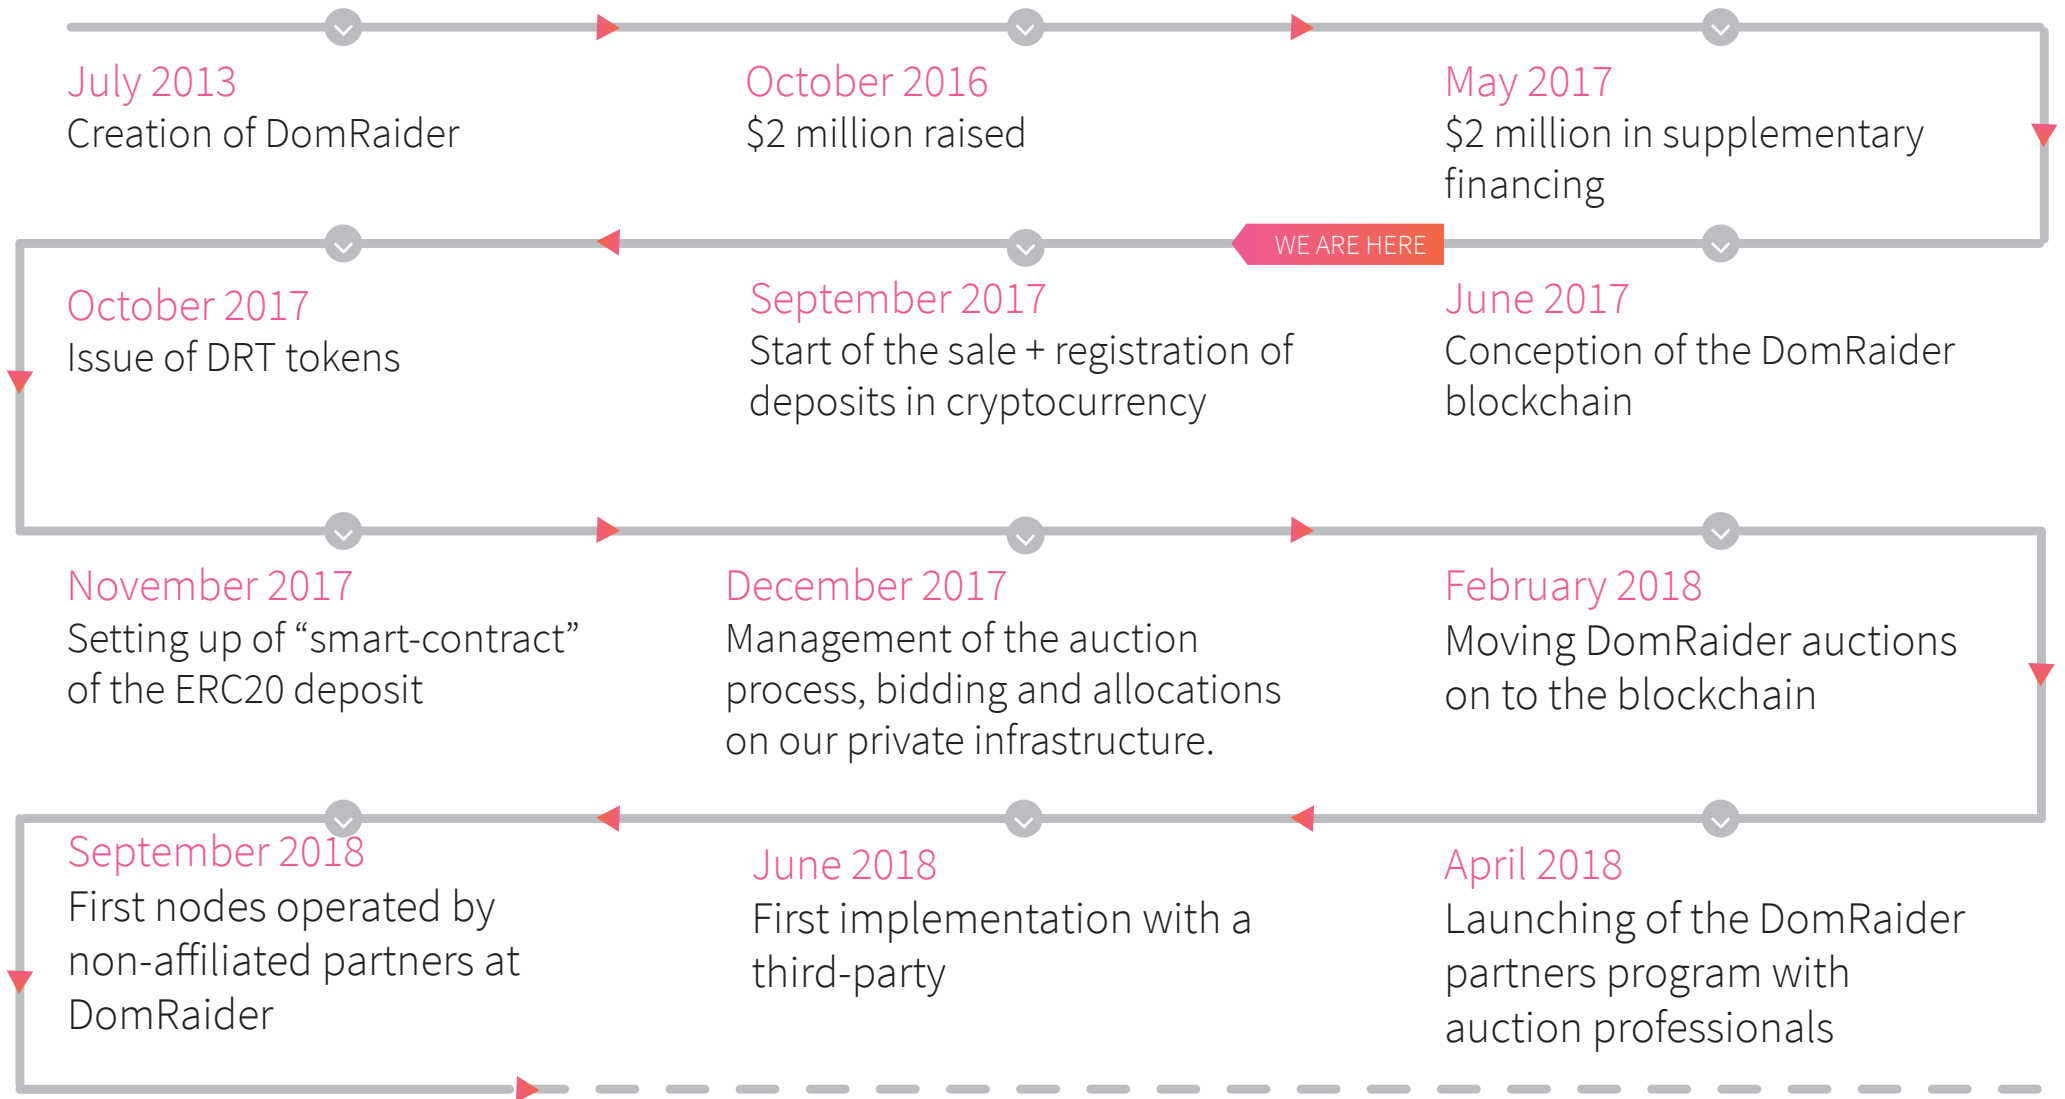 July 2013
Creation of DomRaider
October 2016
$2 million raised
May 2017
$2 million in supplementary
financing
WE ARE HERE
June 2017
Conception of the DomRaider
blockchain
September 2017
Start of the sale + registration of
deposits in cryptocurrency
October 2017
Issue of DRT tokens
November 2017
Setting up of “smart-contract”
of the ERC20 deposit
December 2017
Management of the auction
process, bidding and allocations
on our private infrastructure.
February 2018
Moving DomRaider auctions
on to the blockchain
April 2018
Launching of the DomRaider
partners program with
auction professionals
June 2018
First implementation with a
third-party
September 2018
First nodes operated by
non-affiliated partners at
DomRaider